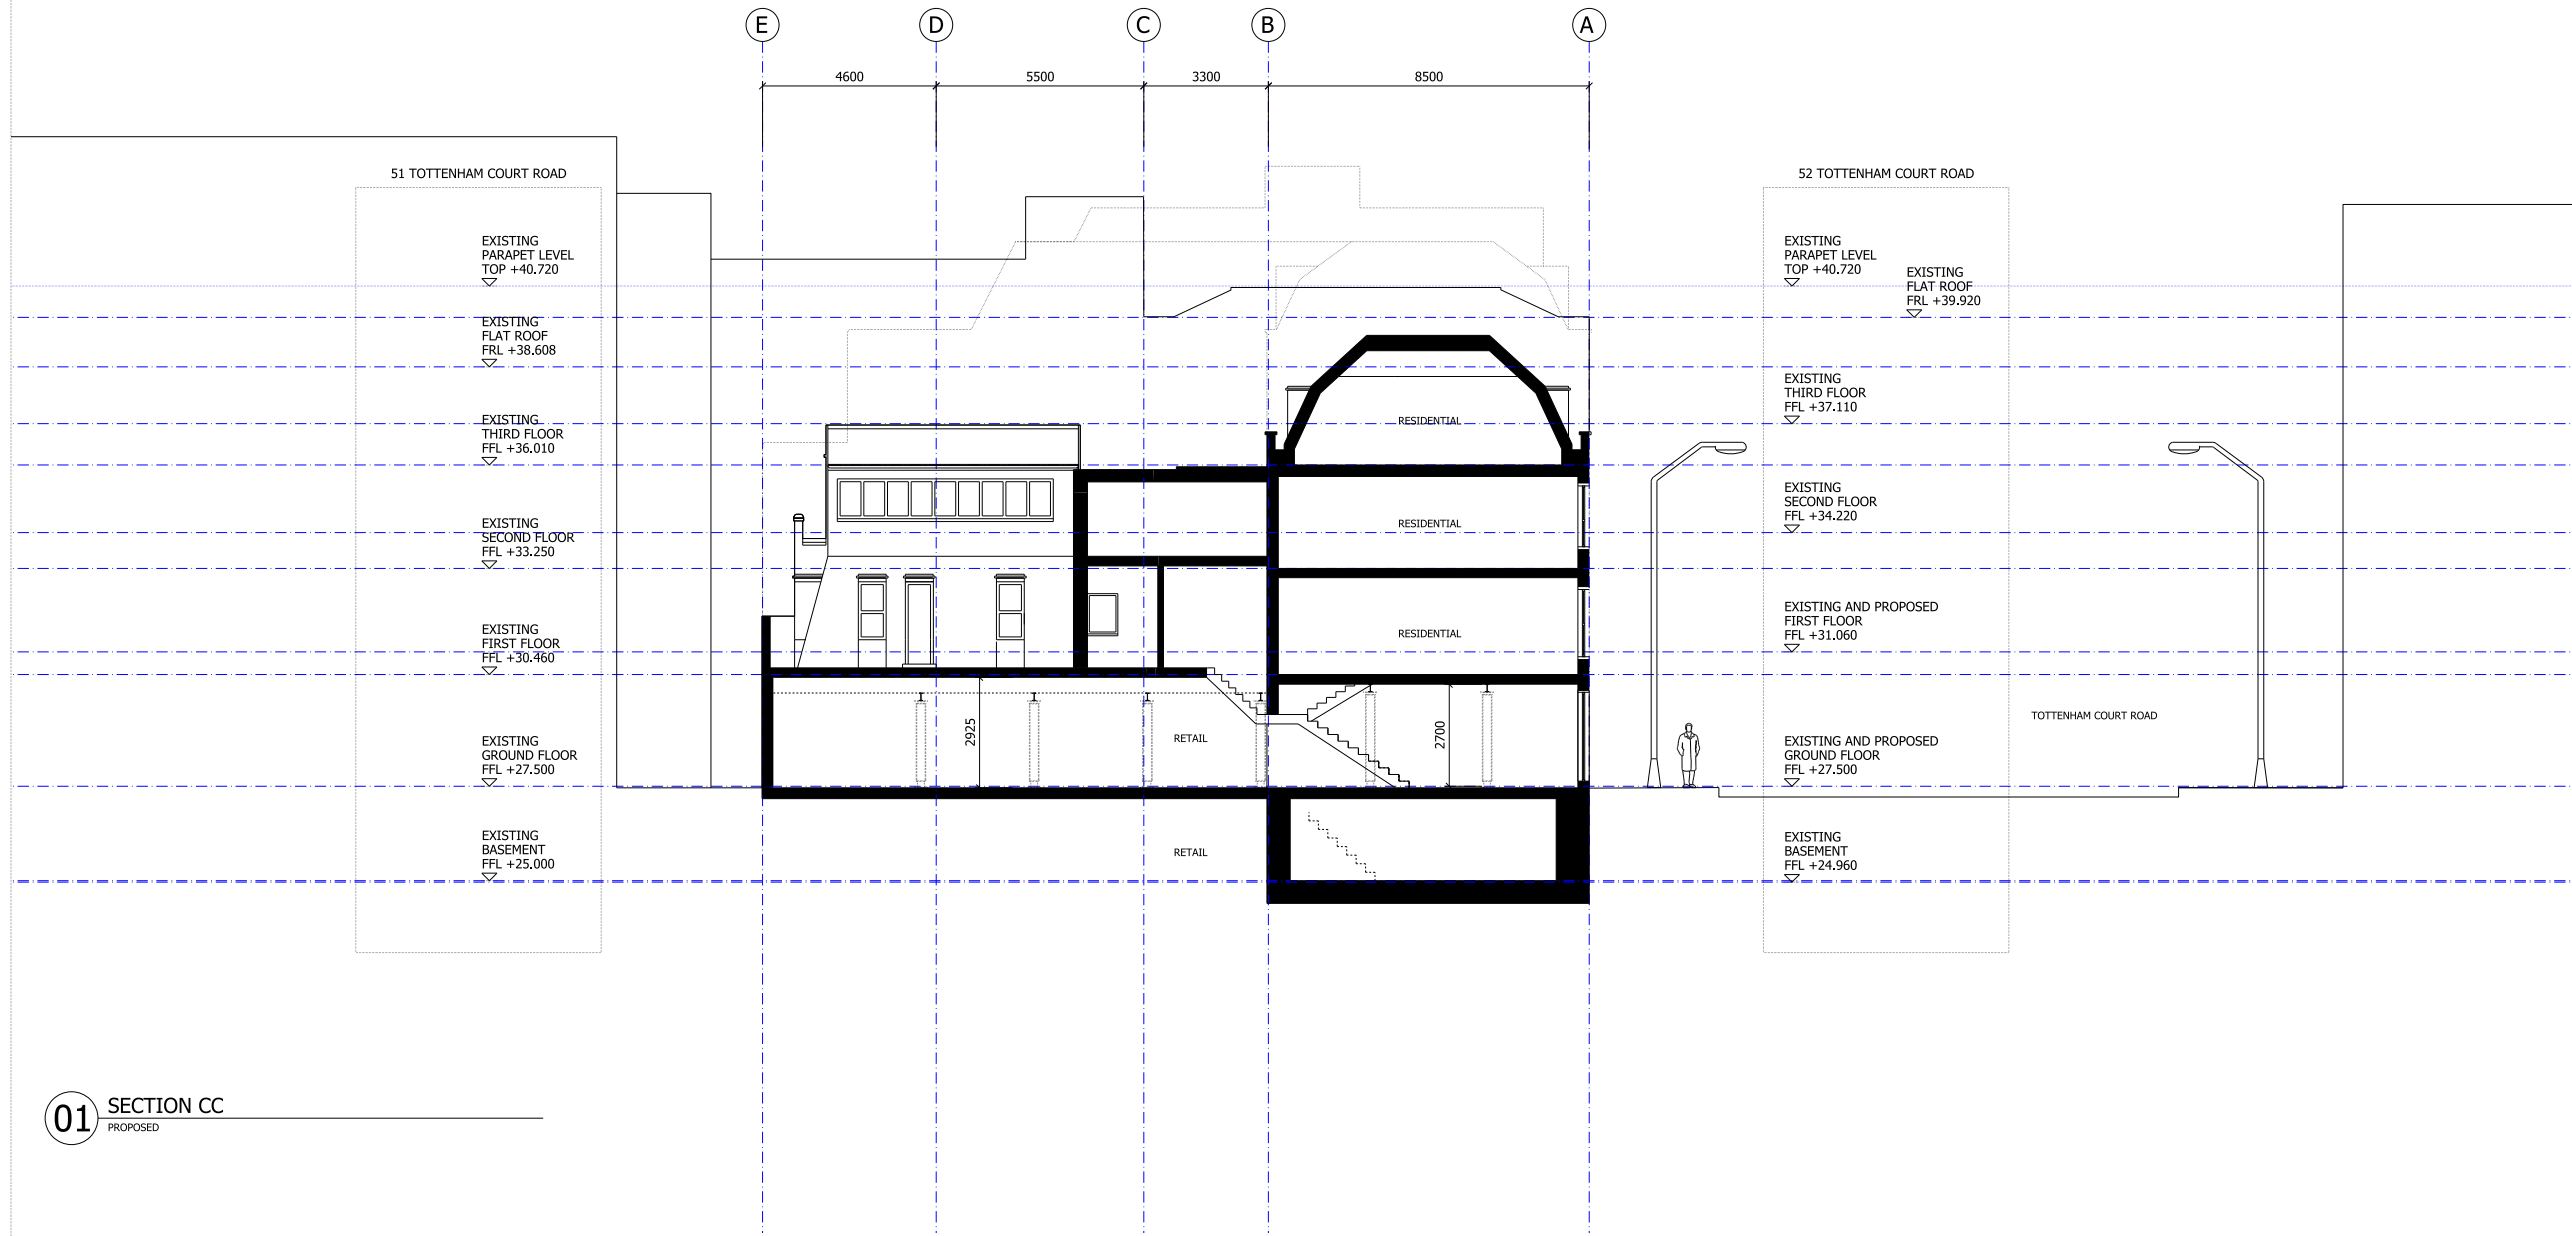 E
D
C
B
A
4600
5500
3300
8500
51 TOTTENHAM COURT ROAD
EXISTING
PARAPET LEVEL
TOP +40.720
EXISTING
FLAT ROOF
FRL +38.608
EXISTING
THIRD FLOOR
FFL +36.010
EXISTING
SECOND FLOOR
FFL +33.250
EXISTING
FIRST FLOOR
FFL +30.460
EXISTING
GROUND FLOOR
FFL +27.500
EXISTING
BASEMENT
FFL +25.000
RESIDENTIAL
RESIDENTIAL
RESIDENTIAL
2925
RETAIL
2700
RETAIL
52 TOTTENHAM COURT ROAD
EXISTING
PARAPET LEVEL
TOP +40.720
EXISTING
FLAT ROOF
FRL +39.920
EXISTING
THIRD FLOOR
FFL +37.110
EXISTING
SECOND FLOOR
FFL +34.220
EXISTING AND PROPOSED
FIRST FLOOR
FFL +31.060
EXISTING AND PROPOSED
GROUND FLOOR
FFL +27.500
EXISTING
BASEMENT
FFL +24.960
TOTTENHAM COURT ROAD
01
SECTION CC
PROPOSED